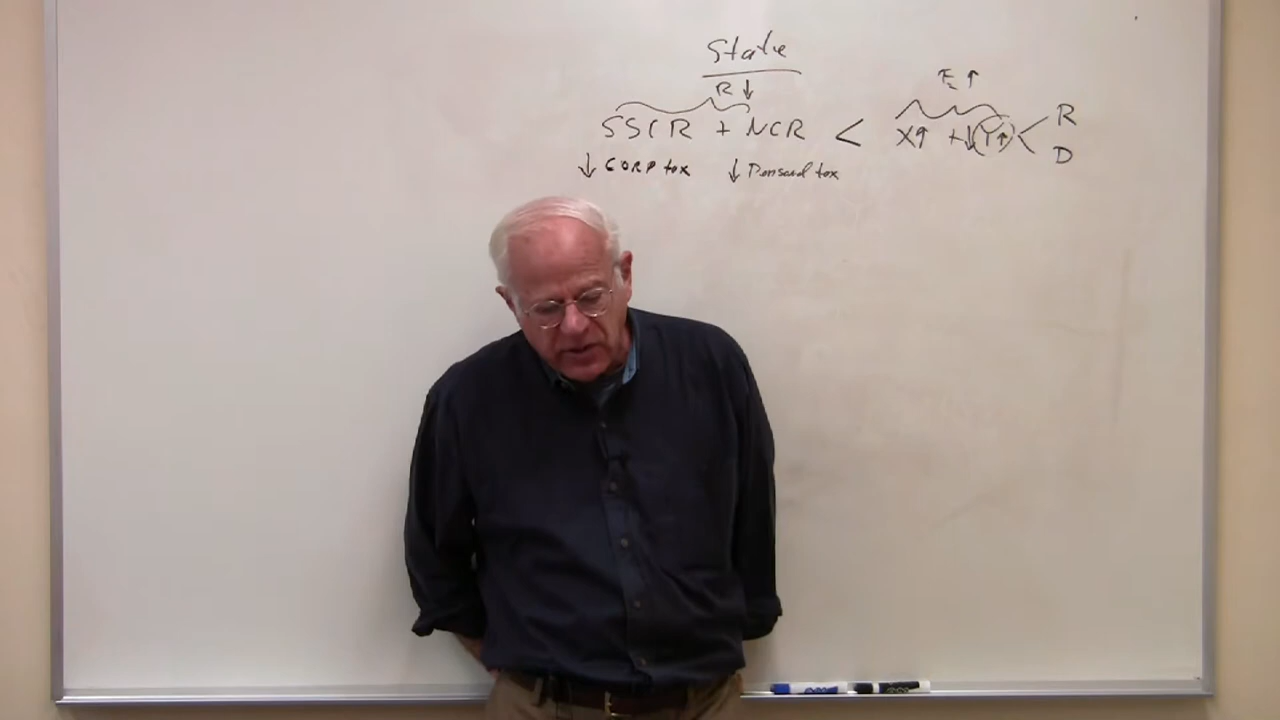 State
R ↓ E ↑
SSCR + NCR < X↑ + ↓(Y↑) < R D
↓ CORP tax ↓ Personal tax